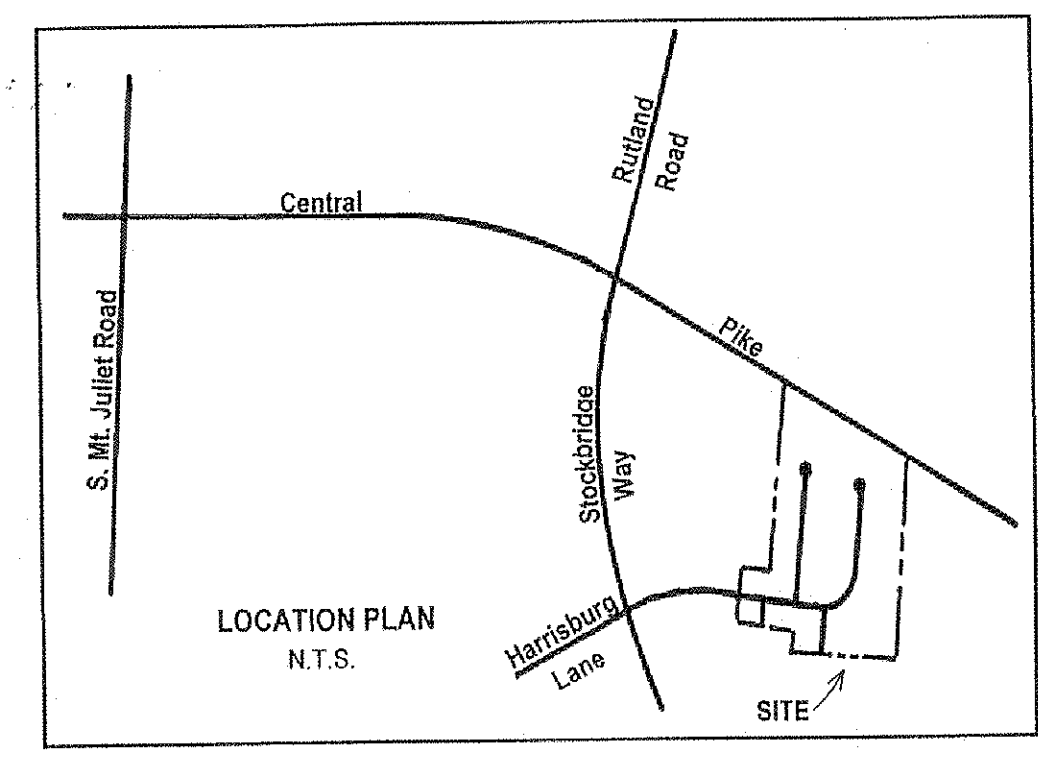 Rutland
Road
Central
Pike
S. Mt. Juliet Road
Stockbridge
Way
LOCATION PLAN
N.T.S.
Harrisburg
Lane
SITE